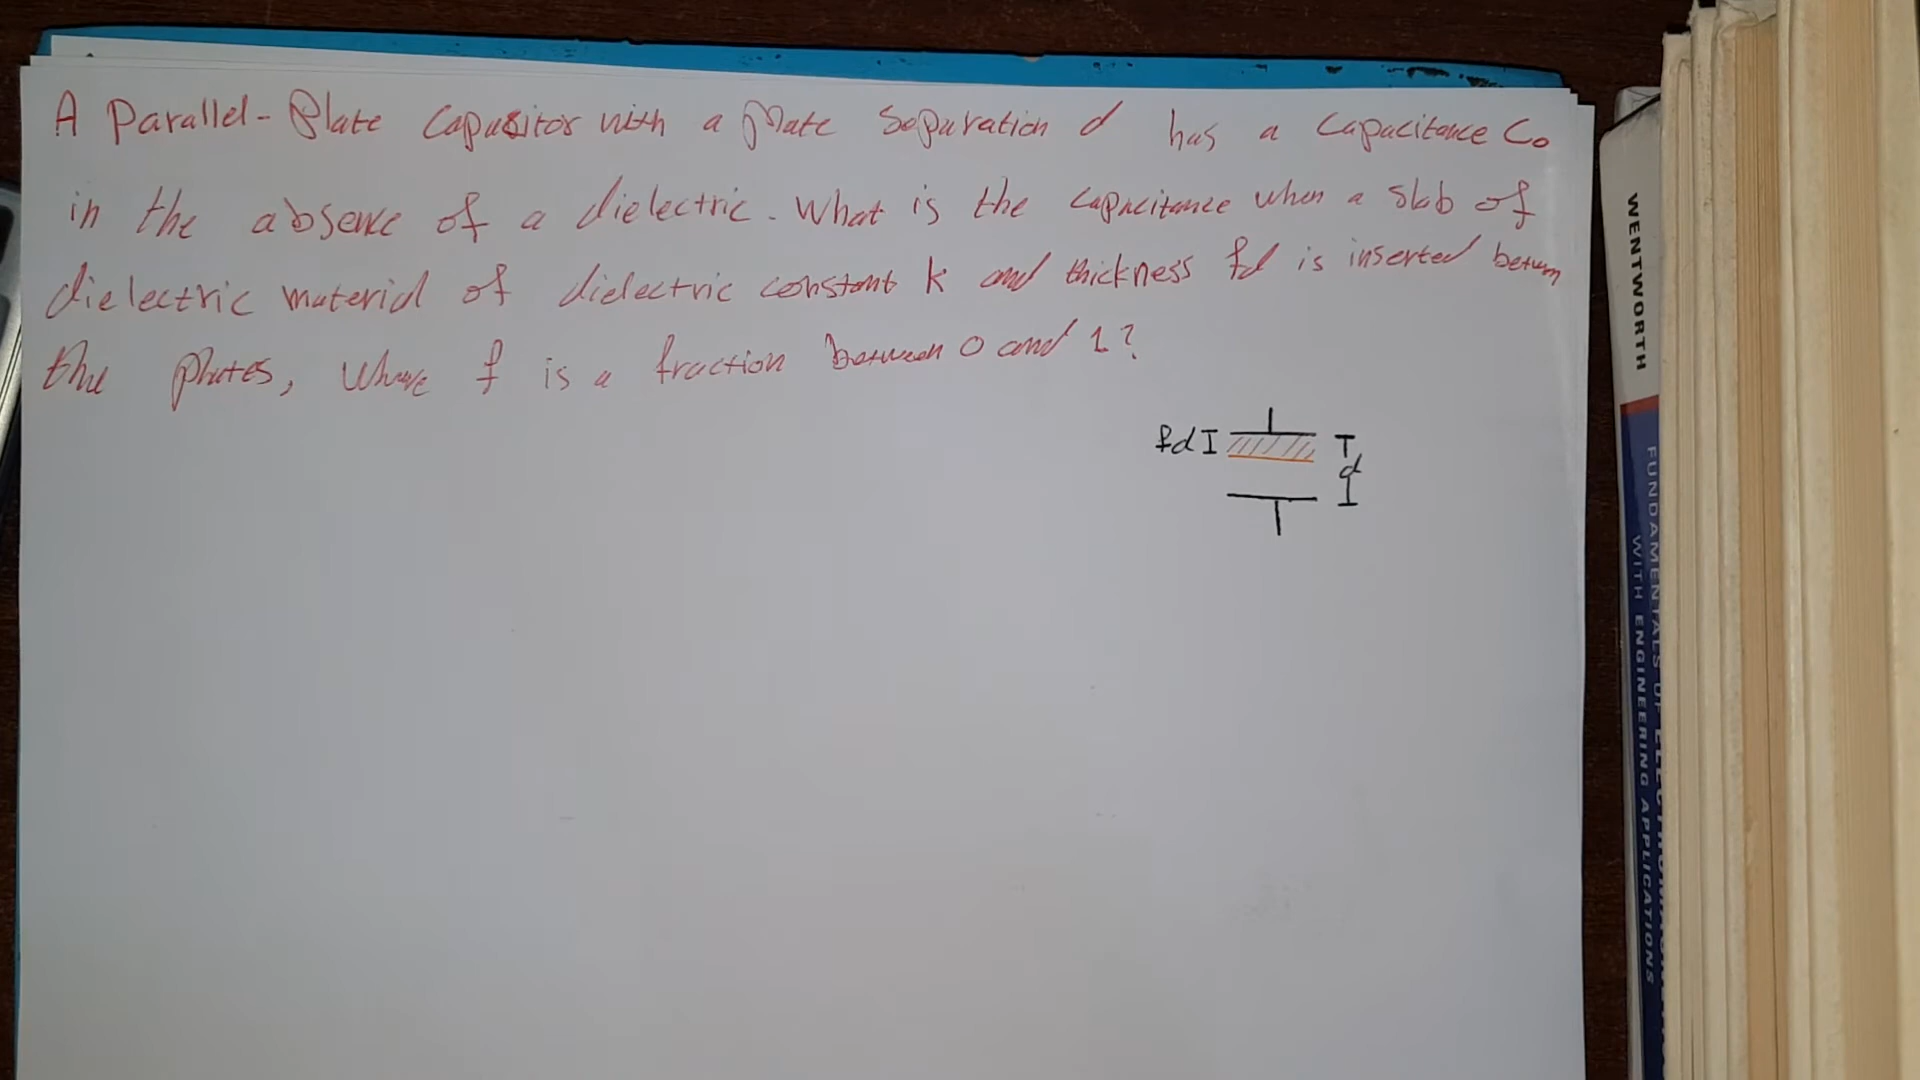 A Parallel-Plate Capacitor with a plate Separation d has a Capacitance C₀
in the absence of a dielectric. What is the capacitance when a slab of
dielectric material of dielectric constant k and thickness fd is inserted between
the plates, where f is a fraction between 0 and 1?
fd
d
WENTWORTH
FUNDAMENTALS OF ELECTROMAGNETICS
WITH ENGINEERING APPLICATIONS